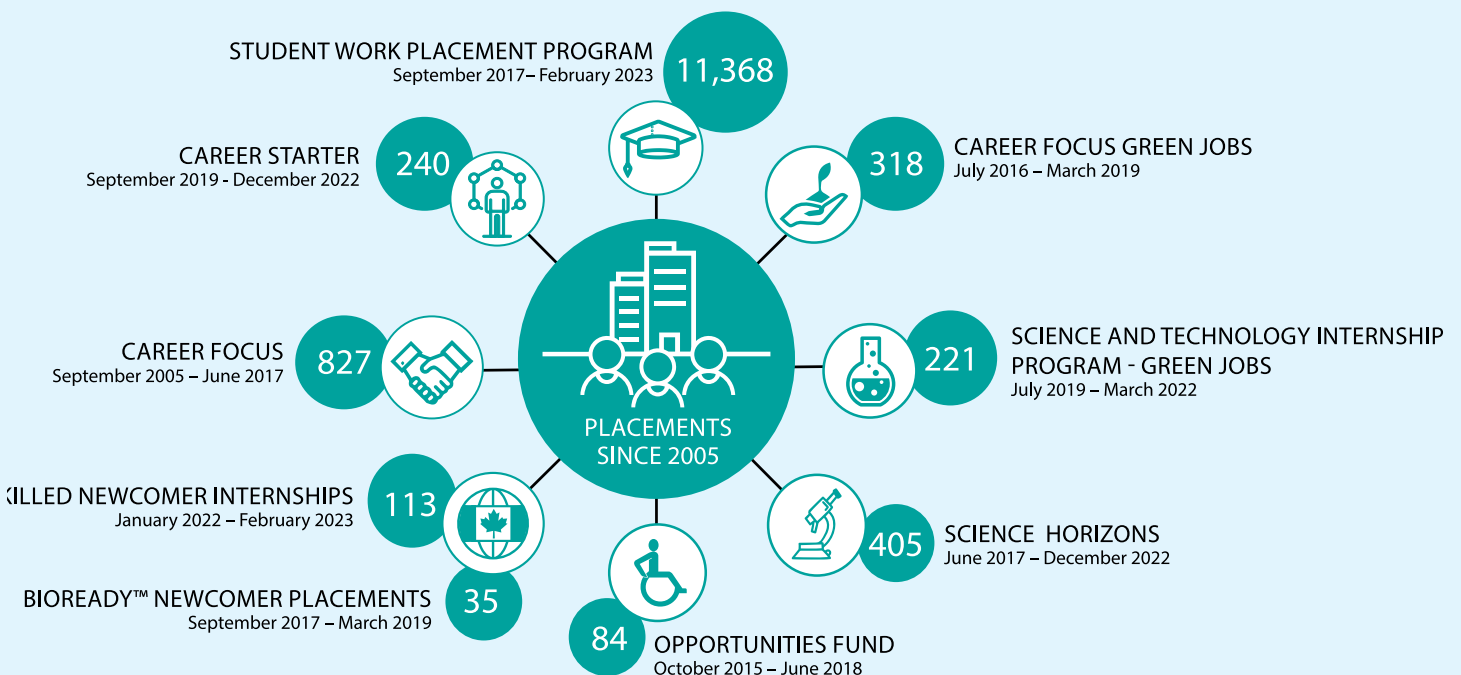 STUDENT WORK PLACEMENT PROGRAM
September 2017– February 2023
11,368
CAREER STARTER
September 2019 - December 2022
240
CAREER FOCUS GREEN JOBS
July 2016 – March 2019
318
CAREER FOCUS
September 2005 – June 2017
827
SCIENCE AND TECHNOLOGY INTERNSHIP
PROGRAM - GREEN JOBS
July 2019 – March 2022
221
PLACEMENTS
SINCE 2005
KILLED NEWCOMER INTERNSHIPS
January 2022 – February 2023
113
SCIENCE HORIZONS
June 2017 – December 2022
405
BIOREADY™ NEWCOMER PLACEMENTS
September 2017 – March 2019
35
OPPORTUNITIES FUND
October 2015 – June 2018
84